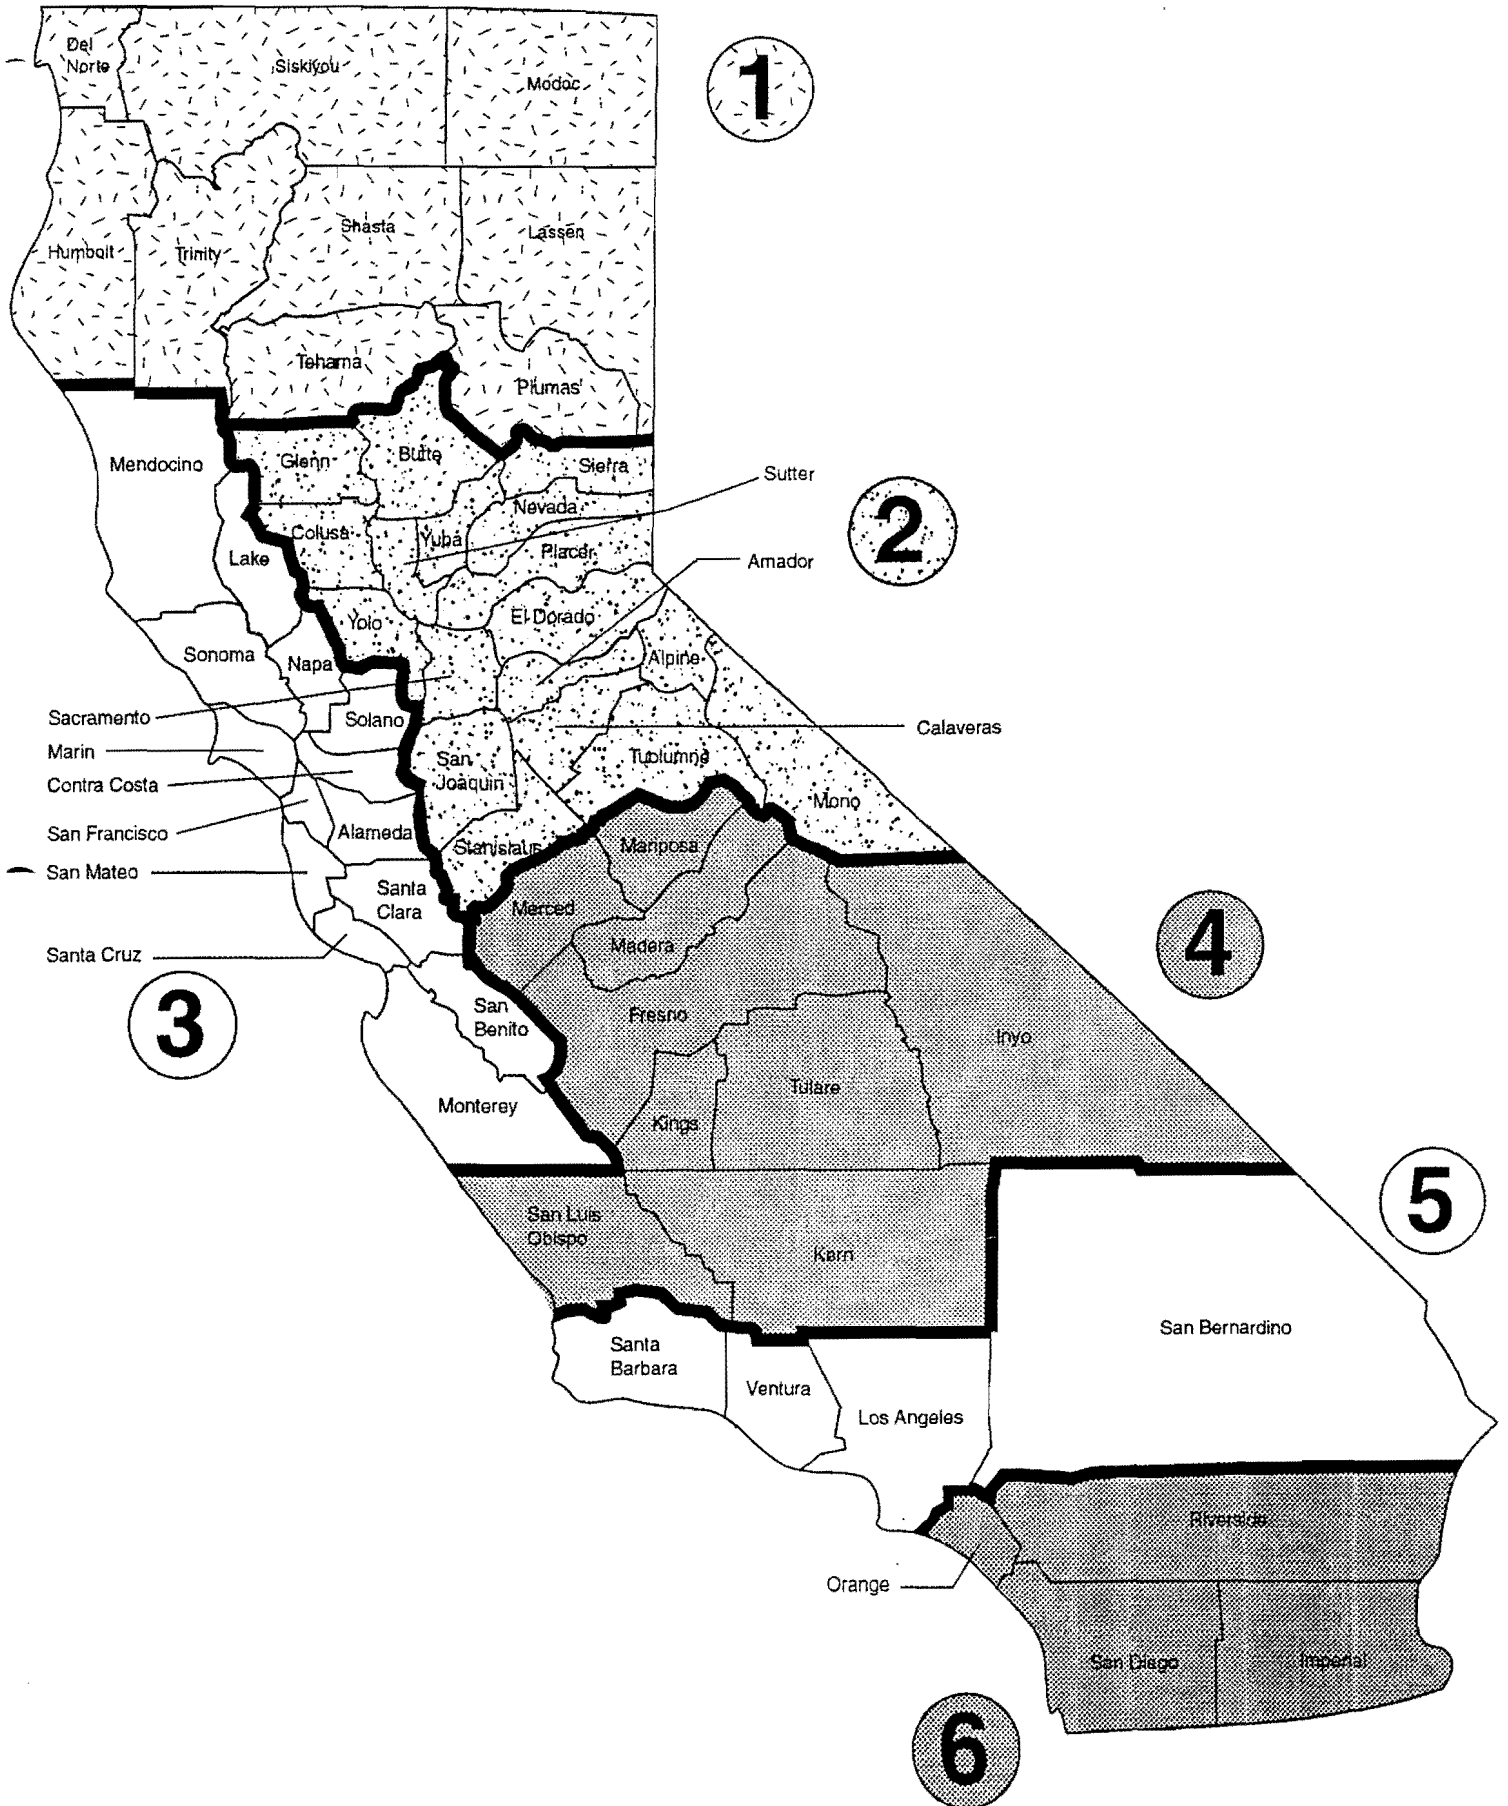 Del
Norte
Siskiyou
Modoc
1
Humbolt
Trinity
Shasta
Lassen
Tehama
Plumas
Mendocino
Glenn
Butte
Sierra
Sutter
Nevada
Colusa
Yuba
Lake
Placer
Amador
2
Yolo
El Dorado
Sonoma
Napa
Alpine
Sacramento
Solano
Calaveras
Marin
San
Joaquin
Tuolumne
Contra Costa
Mono
San Francisco
Alameda
Stanislaus
Mariposa
San Mateo
Santa
Clara
Merced
Madera
4
Santa Cruz
3
San
Benito
Fresno
Inyo
Tulare
Monterey
Kings
5
San Luis
Obispo
Kern
San Bernardino
Santa
Barbara
Ventura
Los Angeles
Riverside
Orange
San Diego
Imperial
6